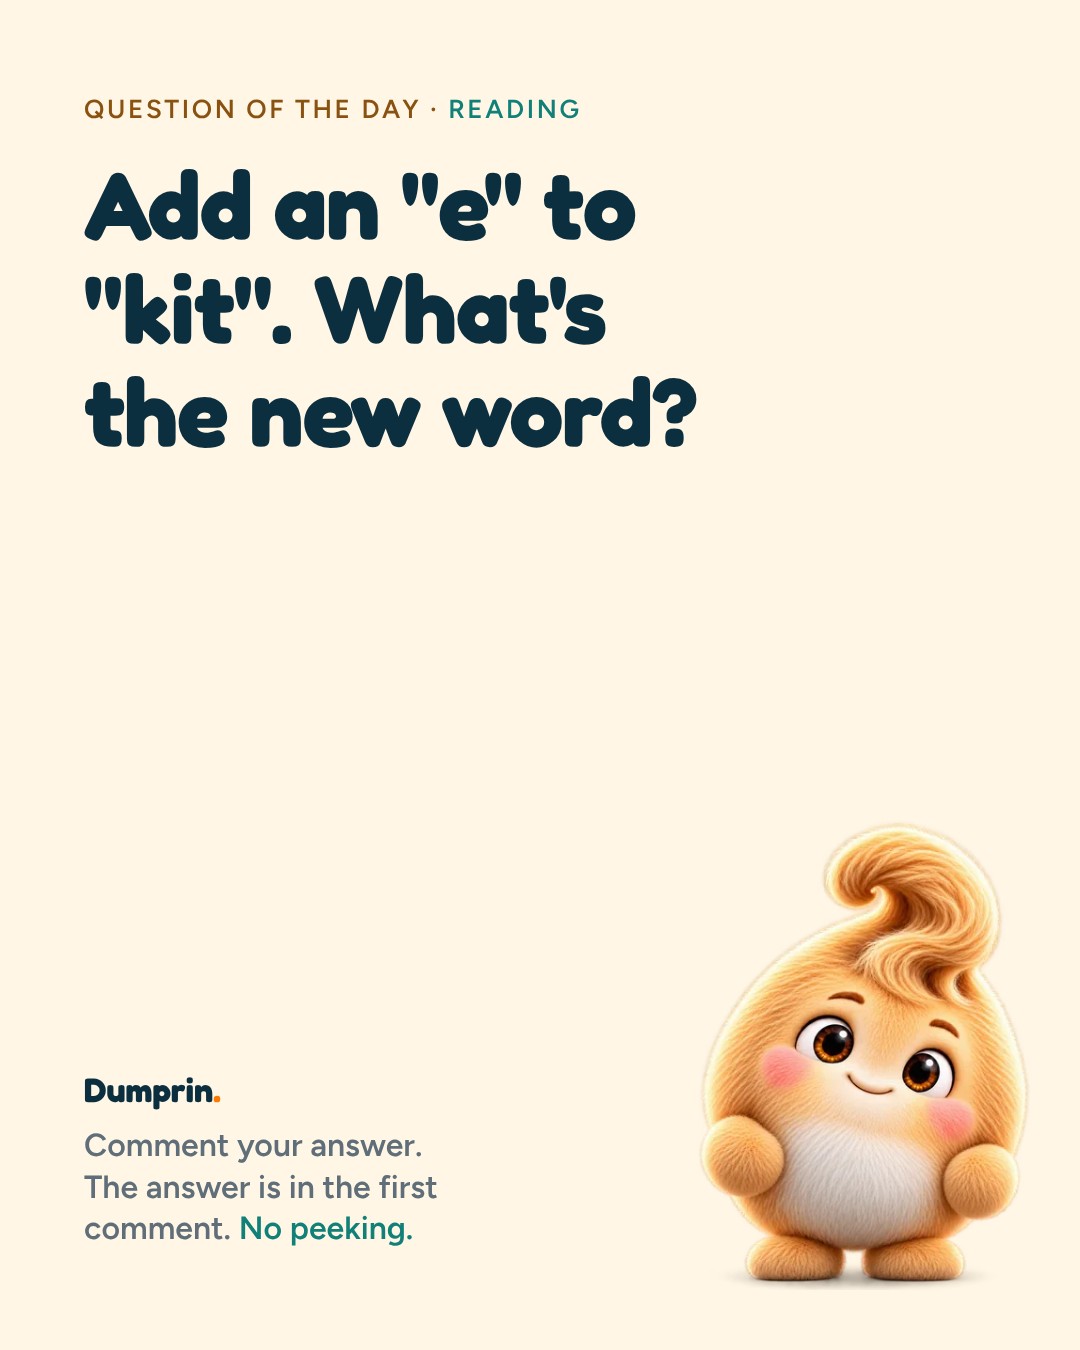 QUESTION OF THE DAY · READING
Add an "e" to
"kit". What's
the new word?
Dumprin.
Comment your answer.
The answer is in the first
comment. No peeking.